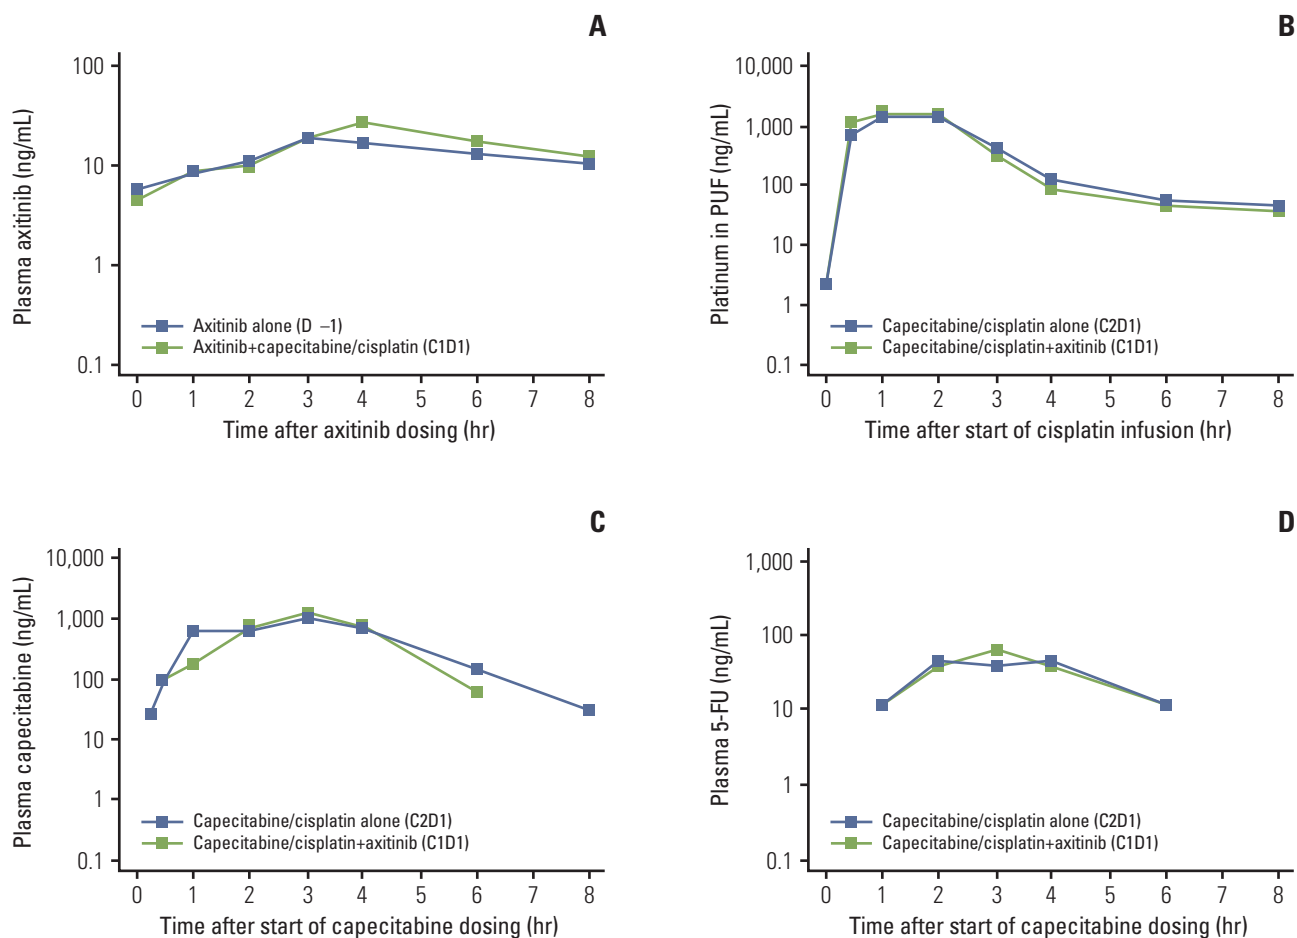 A
Plasma axitinib (ng/mL)
100
10
1
0.1
Axitinib alone (D −1)
Axitinib+capecitabine/cisplatin (C1D1)
0 1 2 3 4 5 6 7 8
Time after axitinib dosing (hr)
B
Platinum in PUF (ng/mL)
10,000
1,000
100
10
1
0.1
Capecitabine/cisplatin alone (C2D1)
Capecitabine/cisplatin+axitinib (C1D1)
0 1 2 3 4 5 6 7 8
Time after start of cisplatin infusion (hr)
C
Plasma capecitabine (ng/mL)
10,000
1,000
100
10
1
0.1
Capecitabine/cisplatin alone (C2D1)
Capecitabine/cisplatin+axitinib (C1D1)
0 1 2 3 4 5 6 7 8
Time after start of capecitabine dosing (hr)
D
Plasma 5-FU (ng/mL)
1,000
100
10
1
0.1
Capecitabine/cisplatin alone (C2D1)
Capecitabine/cisplatin+axitinib (C1D1)
0 1 2 3 4 5 6 7 8
Time after start of capecitabine dosing (hr)